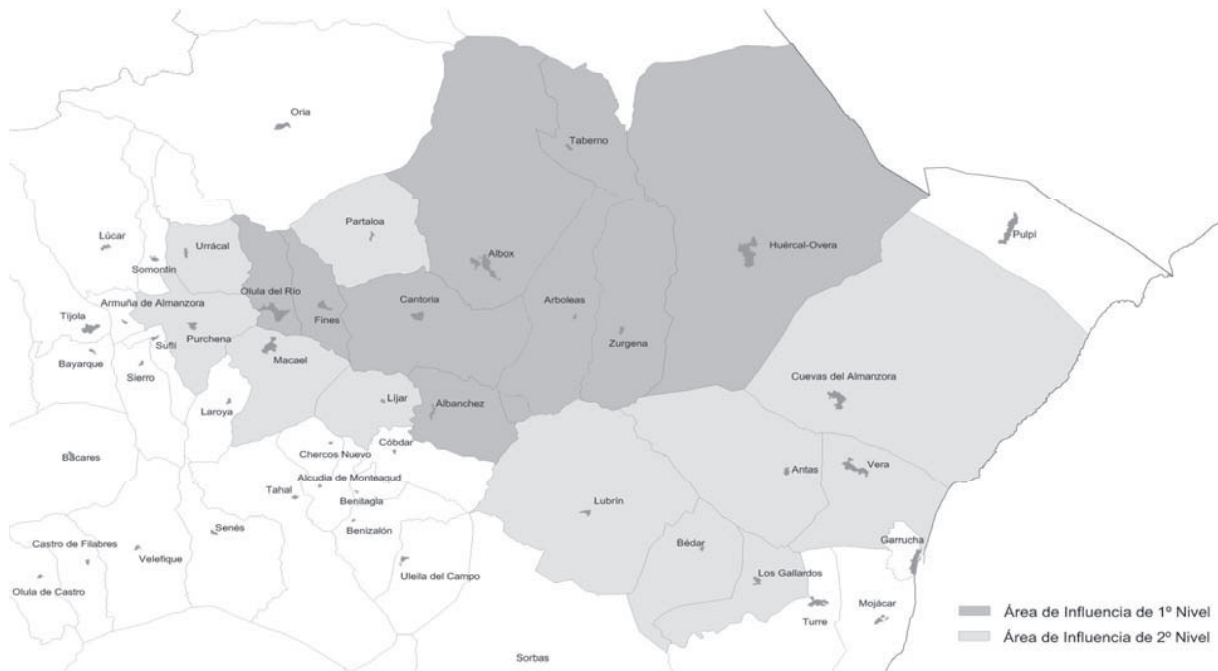 Oria
Taberno
Partaloa
Pulpí
Lúcar
Urrácal
Huércal-Overa
Somontín
Albox
Olula del Río
Armuña de Almanzora
Cantoria
Arboleas
Fines
Tíjola
Purchena
Suflí
Zurgena
Macael
Bayarque
Sierro
Cuevas del Almanzora
Líjar
Albanchez
Laroya
Cóbdar
Chercos Nuevo
Bácares
Vera
Antas
Alcudia de Monteaqud
Tahal
Lubrín
Benitagla
Senés
Benizalón
Garrucha
Bédar
Castro de Filabres
Velefique
Los Gallardos
Uleila del Campo
Olula de Castro
Mojácar
Turre
Sorbas
Área de Influencia de 1º Nivel
Área de Influencia de 2º Nivel